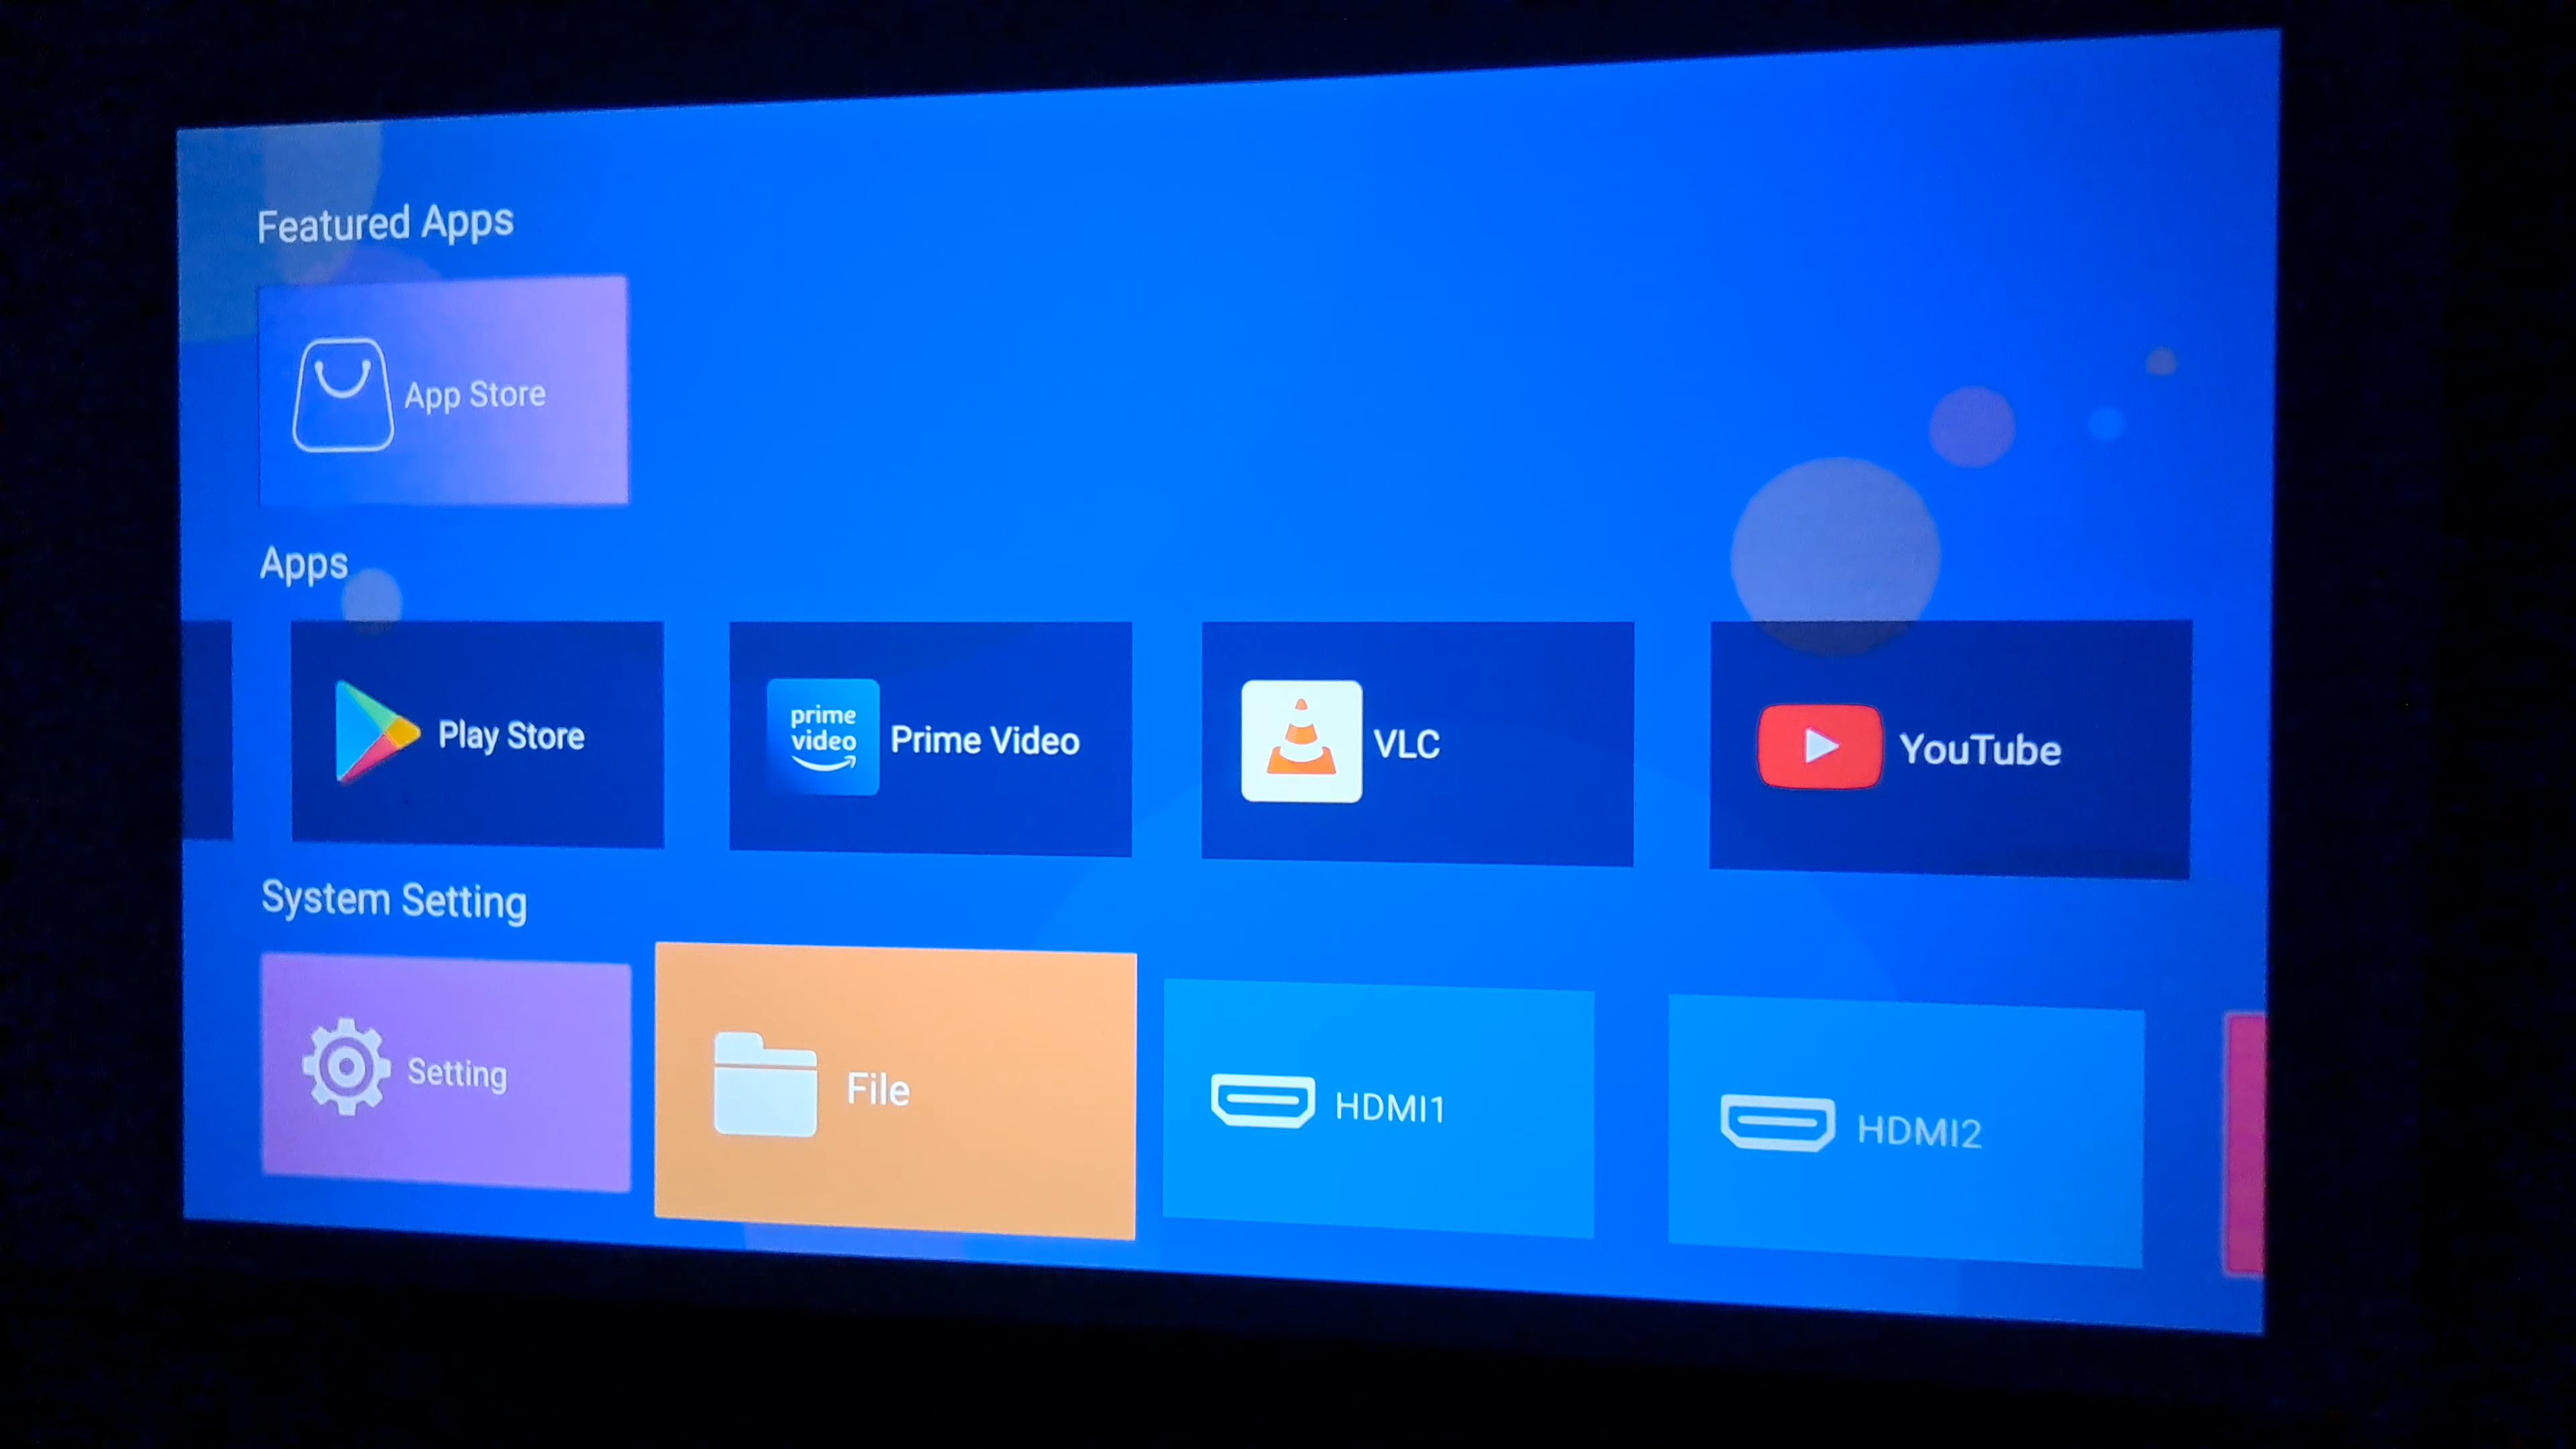 Featured Apps
App Store
Apps
Play Store
prime
video
Prime Video
VLC
YouTube
System Setting
Setting
File
HDMI1
HDMI2